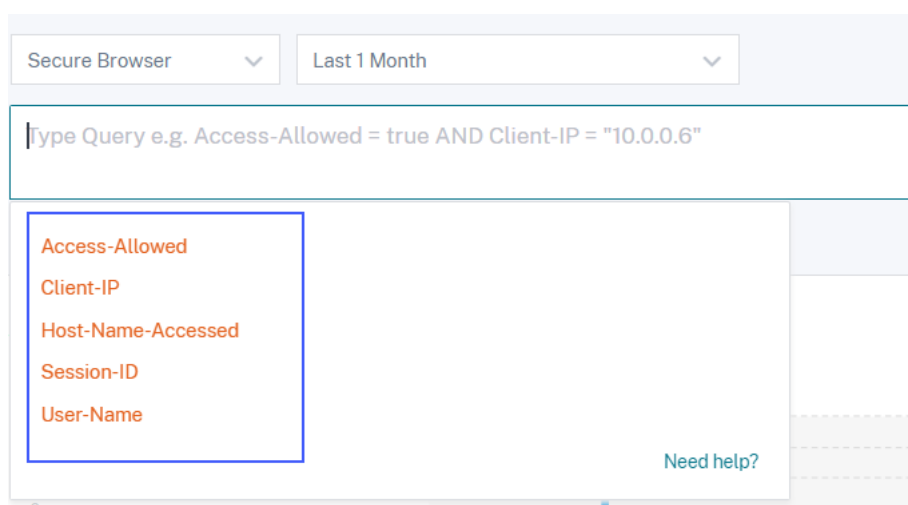 Secure Browser
Last 1 Month
Type Query e.g. Access-Allowed = true AND Client-IP = "10.0.0.6"
Access-Allowed
Client-IP
Host-Name-Accessed
Session-ID
User-Name
Need help?